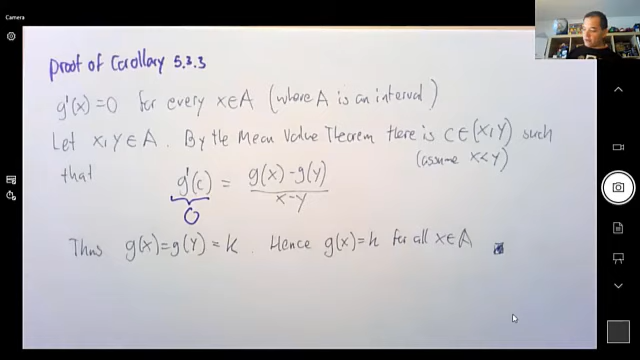 Camera
Proof of Corollary 5.3.3
g'(x)=0 for every x∈A (where A is an interval)
Let x,y∈A. By the Mean Value Theorem there is c∈(x,y) such
(assume x<y)
that g'(c) = g(x)-g(y) / x-y
0
Thus g(x)=g(y)=k. Hence g(x)=k for all x∈A